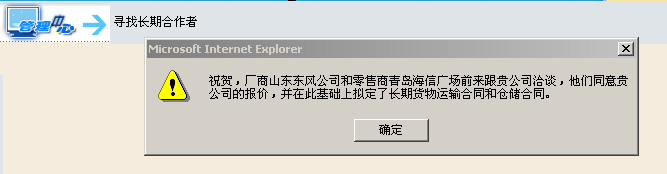 管理中心
寻找长期合作者
Microsoft Internet Explorer
祝贺，厂商山东东风公司和零售商青岛海信广场前来跟贵公司洽谈，他们同意贵
公司的报价，并在此基础上拟定了长期货物运输合同和仓储合同。
确定